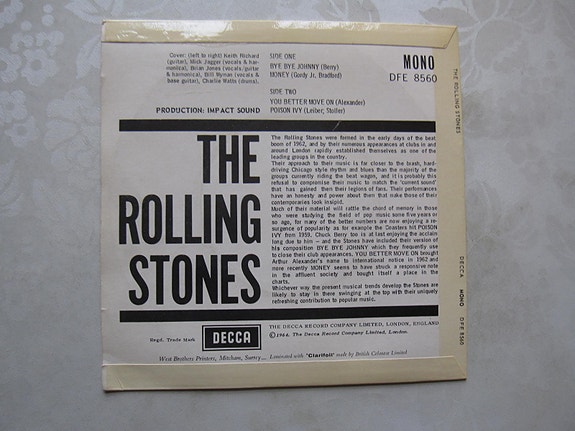 Cover: (left to right) Keith Richard
(guitar), Mick Jagger (vocals & har-
monica), Brian Jones (vocals/guitar
& harmonica), Bill Wyman (vocals &
base guitar), Charlie Watts (drums).
SIDE ONE
BYE BYE JOHNNY (Berry)
MONEY (Gordy Jr. Bradford)
SIDE TWO
YOU BETTER MOVE ON (Alexander)
POISON IVY (Leiber, Stoller)
PRODUCTION: IMPACT SOUND
MONO
DFE 8560
THE
ROLLING
STONES
The Rolling Stones were formed in the early days of the beat
boom of 1962, and by their numerous appearances at clubs in and
around London rapidly established themselves as one of the
leading groups in the country.
Their approach to their music is far closer to the brash, hard-
driving Chicago style rhythm and blues than the majority of the
groups currently riding the beat wagon, and it is probably this
refusal to compromise their music to match the 'current sound'
that has gained them their legions of fans. Their performances
have an honesty and power about them that make those of their
contemporaries look insipid.
Much of their material will rattle the chord of memory in those
who were studying the field of pop music some five years or
so ago, for many of the better numbers are now enjoying a re-
surgence of popularity as for example the Coasters hit POISON
IVY from 1959. Chuck Berry too is at last enjoying the acclaim
long due to him – and the Stones have included their version of
his composition BYE BYE JOHNNY which they frequently use
to close their club appearances. YOU BETTER MOVE ON brought
Arthur Alexander's name to international notice in 1962 and
more recently MONEY seems to have struck a responsive note
in the affluent society and bought itself a place in the
charts.
Whichever way the present musical trends develop the Stones are
likely to stay in there swinging at the top with their uniquely
refreshing contribution to popular music.
Regd. Trade Mark
DECCA
THE DECCA RECORD COMPANY LIMITED, LONDON, ENGLAND
© 1964, The Decca Record Company Limited, London.
West Brothers Printers, Mitcham, Surrey
Laminated with "Clarifoil" made by British Celanese Limited
THE ROLLING STONES
DECCA
MONO
DFE 8560